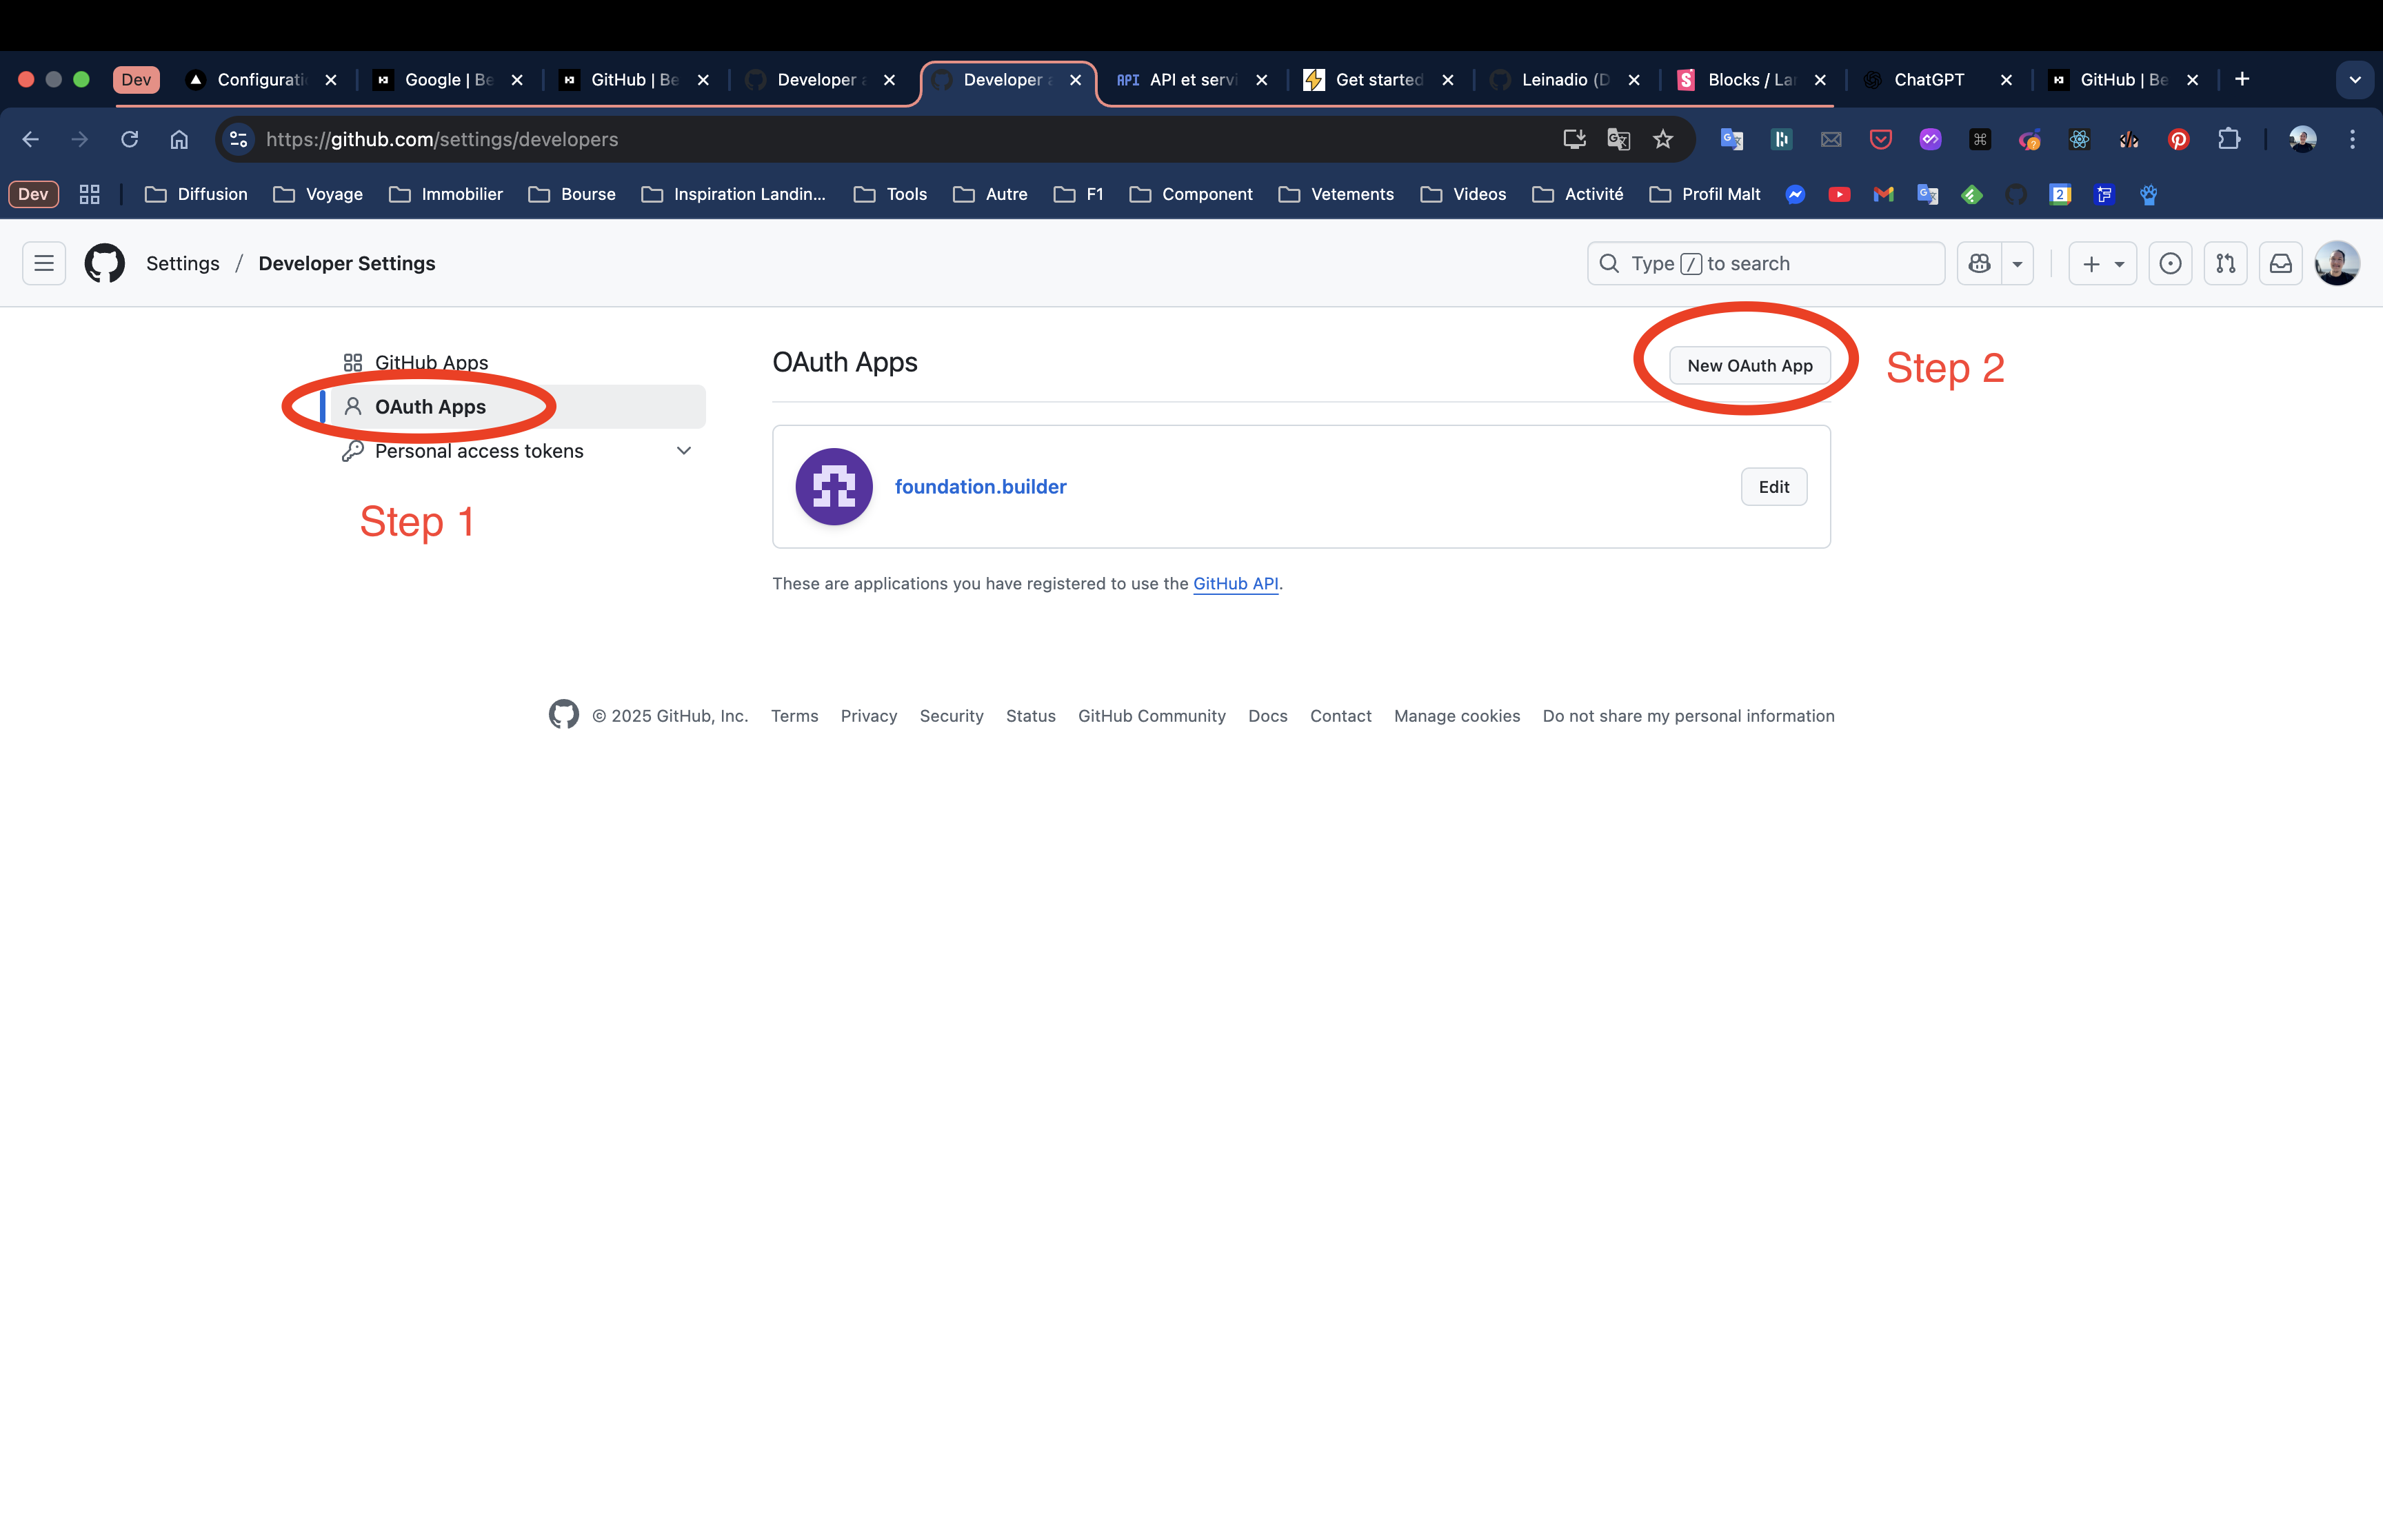 Dev Configurati Google | Be GitHub | Be Developer a Developer a API API et servi Get started Leinadio (D Blocks / La ChatGPT GitHub | Be
https://github.com/settings/developers
Dev Diffusion Voyage Immobilier Bourse Inspiration Landin... Tools Autre F1 Component Vetements Videos Activité Profil Malt
Settings / Developer Settings Type / to search
GitHub Apps
OAuth Apps
Personal access tokens
Step 1
OAuth Apps
New OAuth App
Step 2
foundation.builder
Edit
These are applications you have registered to use the GitHub API.
© 2025 GitHub, Inc. Terms Privacy Security Status GitHub Community Docs Contact Manage cookies Do not share my personal information